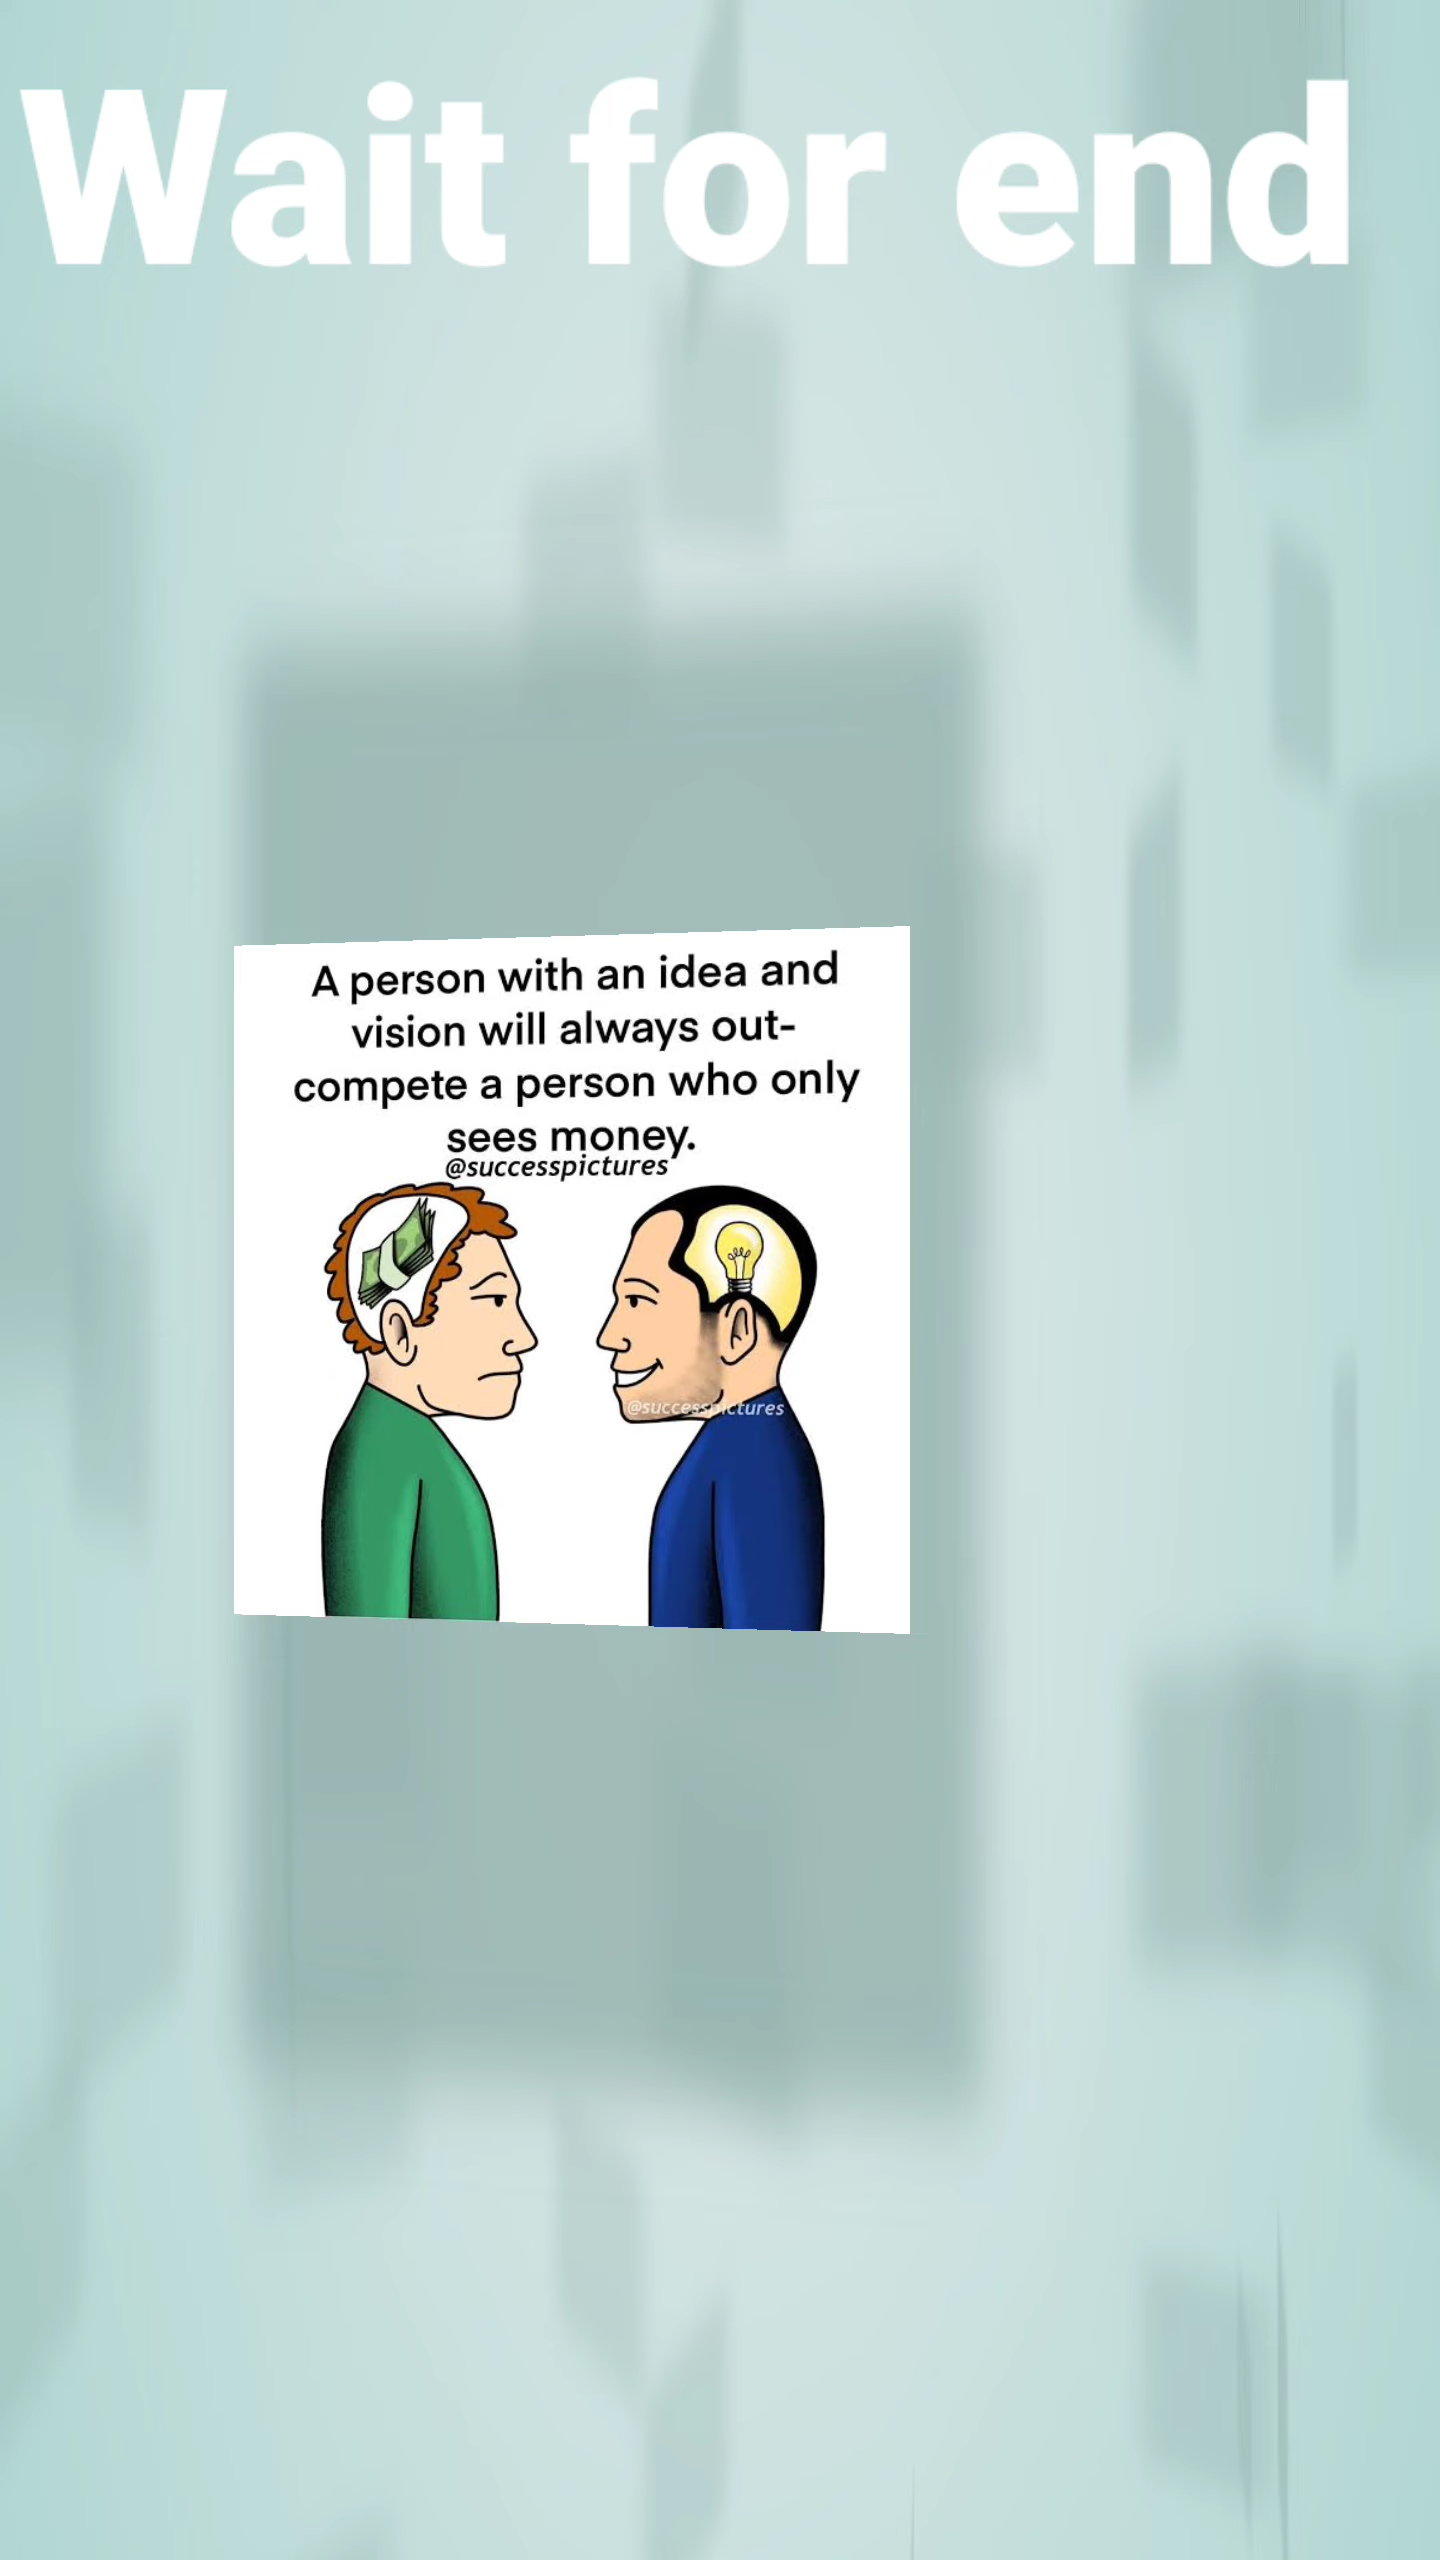 Wait for end
A person with an idea and
vision will always out-
compete a person who only
sees money.
@successpictures
@successpictures